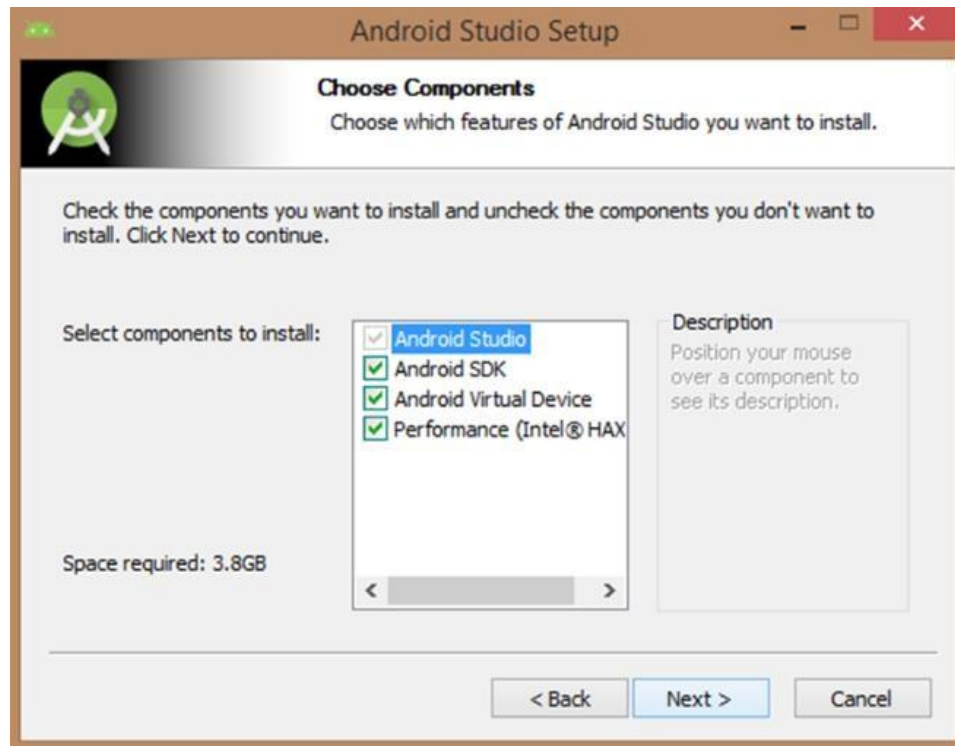 Android Studio Setup
Choose Components
Choose which features of Android Studio you want to install.
Check the components you want to install and uncheck the components you don't want to
install. Click Next to continue.
Select components to install:
Android Studio
Android SDK
Android Virtual Device
Performance (Intel® HAX
Description
Position your mouse
over a component to
see its description.
Space required: 3.8GB
< Back
Next >
Cancel